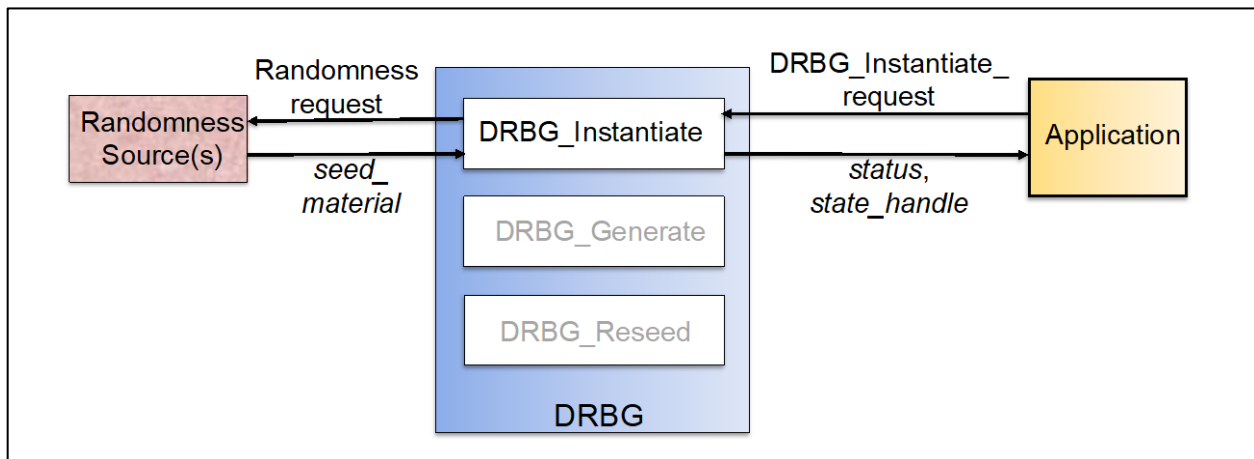 Randomness
request
DRBG_Instantiate_
request
Randomness
Source(s)
DRBG_Instantiate
Application
seed_
material
status,
state_handle
DRBG_Generate
DRBG_Reseed
DRBG